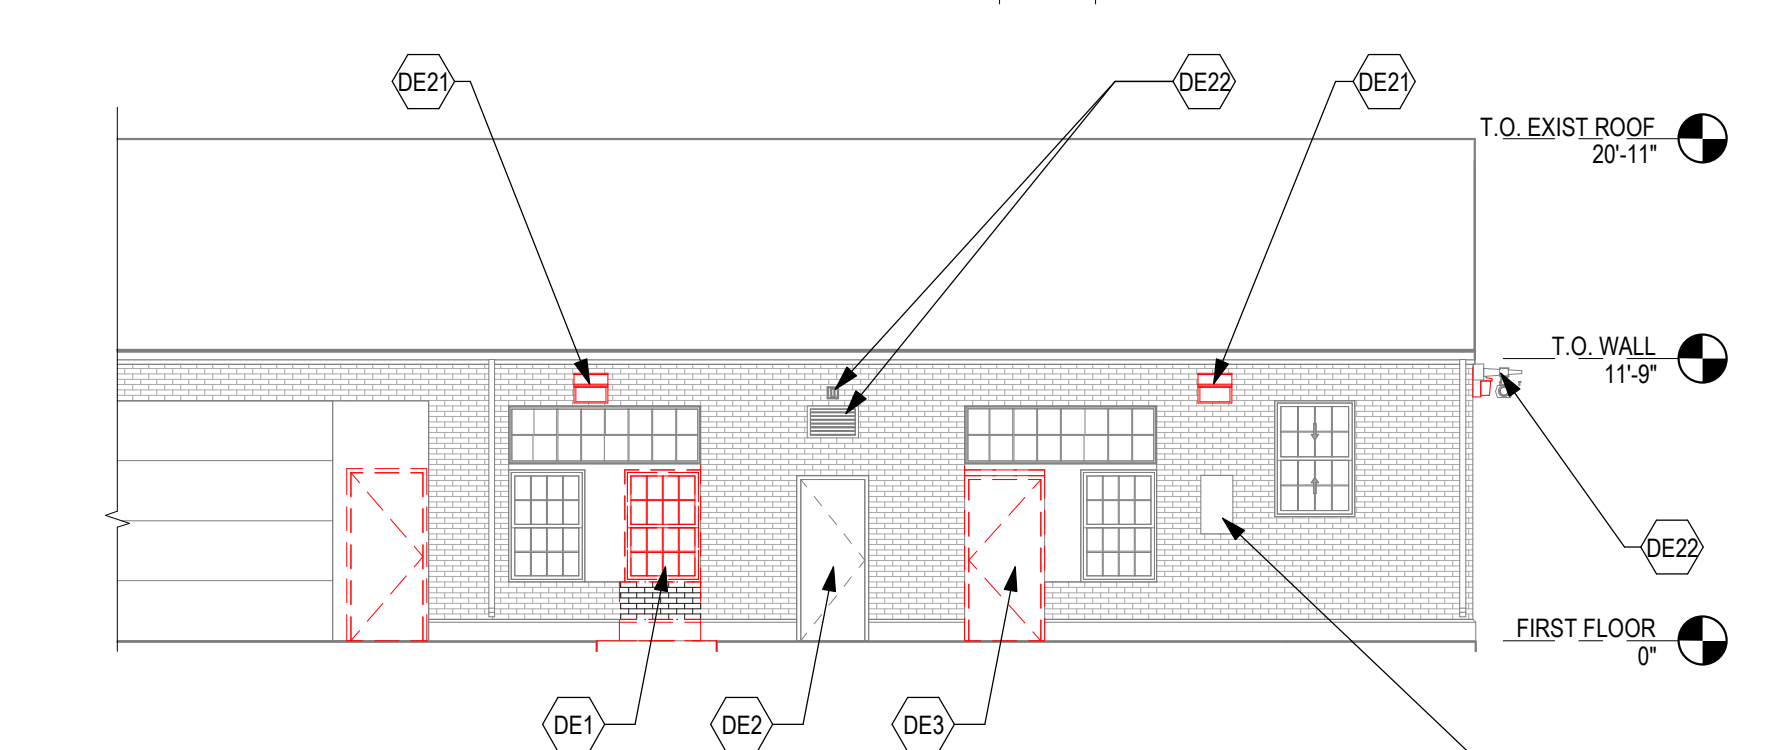 DE21
DE22
DE21
T.O. EXIST ROOF
20'-11"
T.O. WALL
11'-9"
DE22
FIRST FLOOR
0"
DE1
DE2
DE3